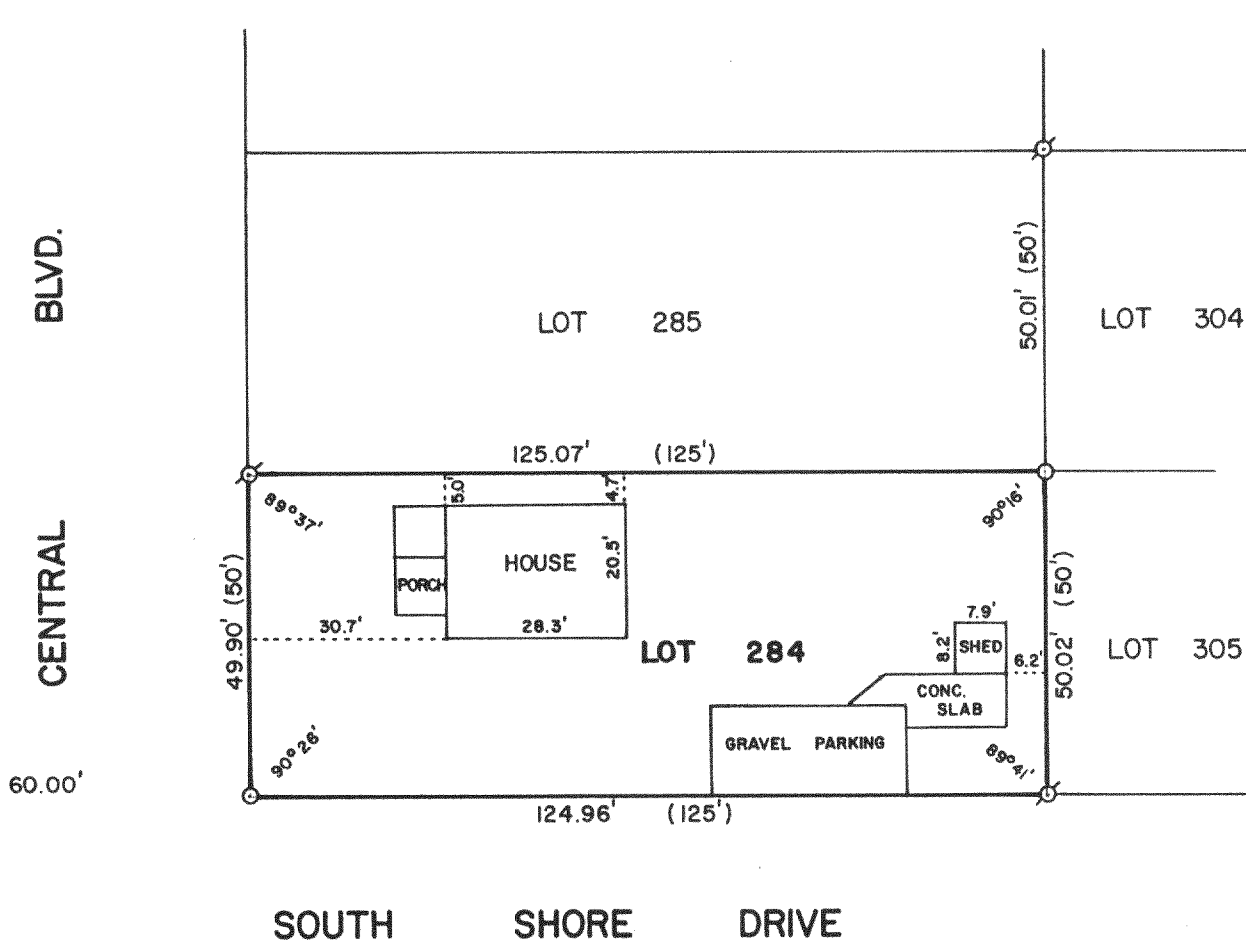 BLVD.
LOT 285
50.01' (50')
LOT 304
125.07' (125')
5.0'
4.7'
89°37'
90°16'
CENTRAL
HOUSE
20.5'
PORCH
49.90' (50')
30.7'
28.3'
LOT 284
7.9'
8.2'
SHED
6.2'
50.02' (50')
LOT 305
CONC.
SLAB
GRAVEL PARKING
90°26'
89°41'
60.00'
124.96' (125')
SOUTH SHORE DRIVE